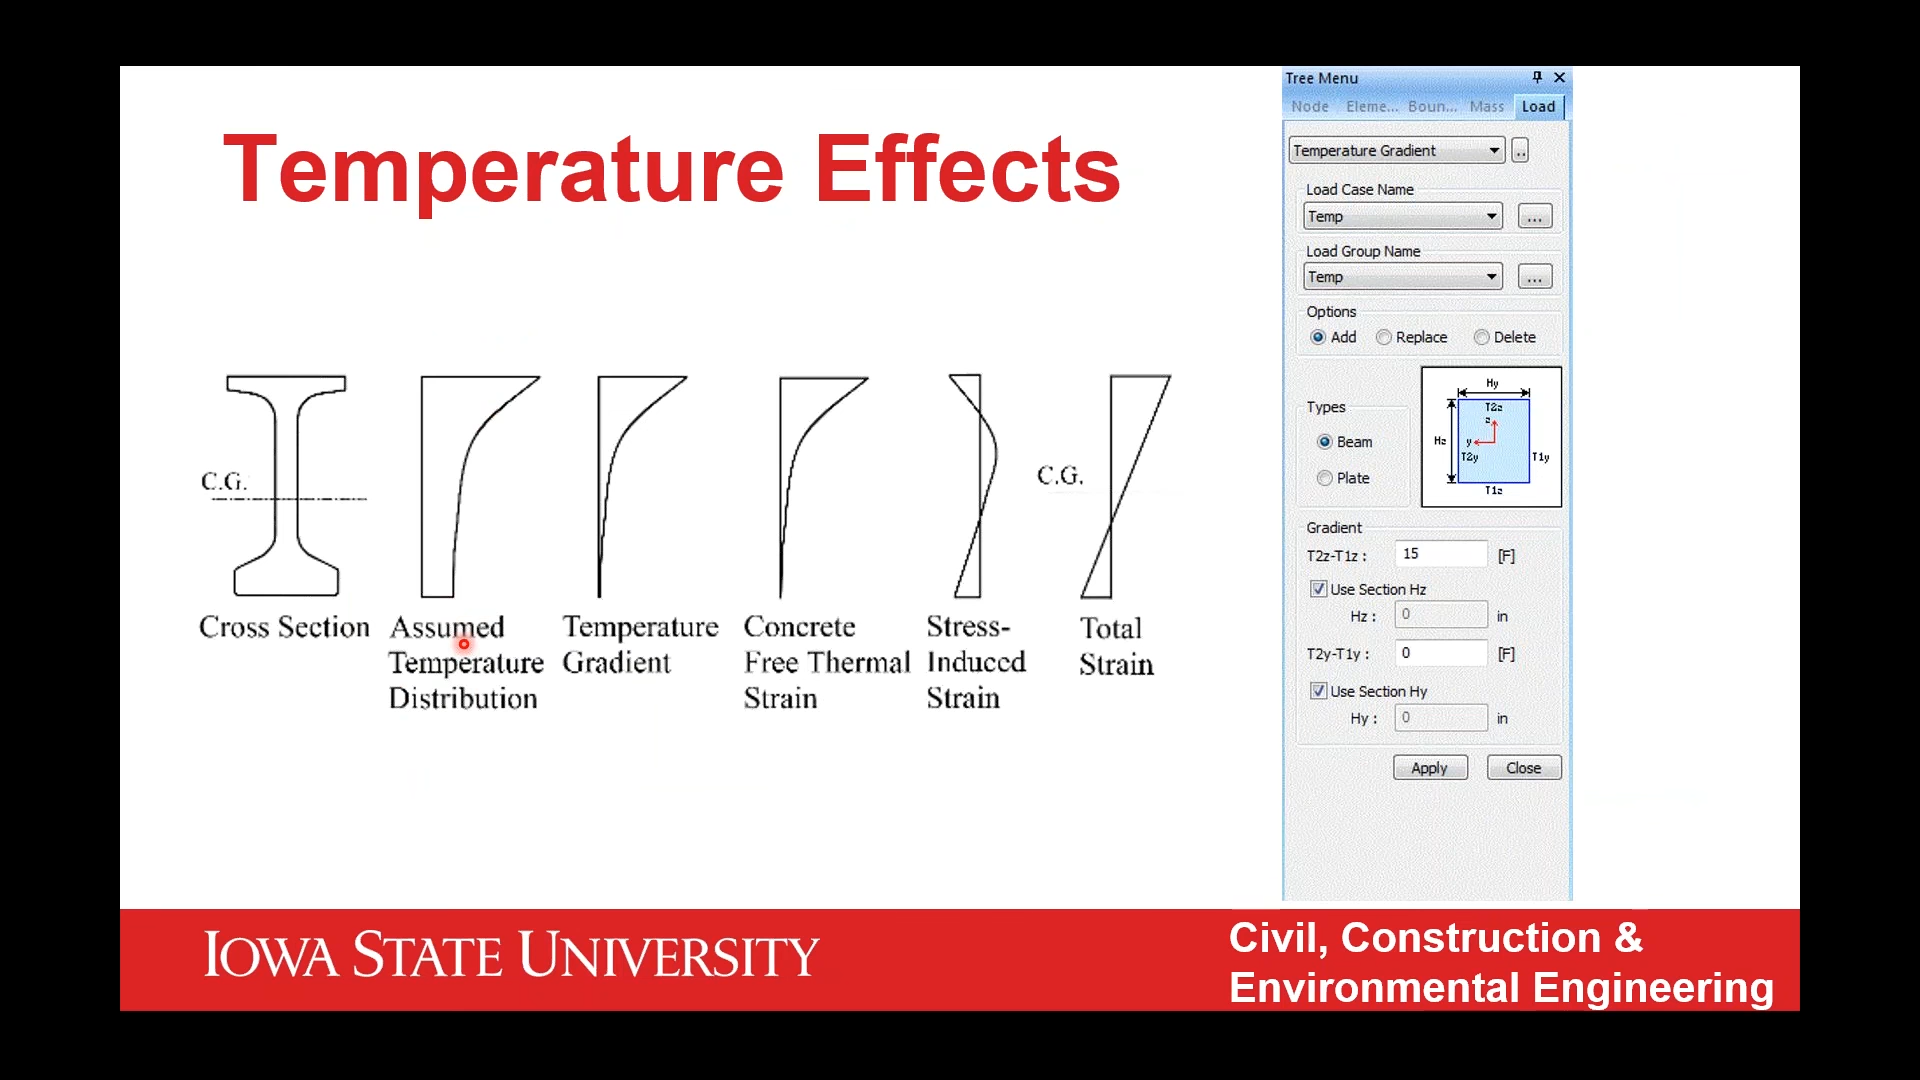 Temperature Effects
C.G.
C.G.
Cross Section
Assumed
Temperature
Distribution
Temperature
Gradient
Concrete
Free Thermal
Strain
Stress-
Induced
Strain
Total
Strain
Tree Menu
Node Eleme... Boun... Mass Load
Temperature Gradient ..
Load Case Name
Temp ...
Load Group Name
Temp ...
Options
Add Replace Delete
Types
Beam
Plate
Hy
T2z
z
Hz y
T2y T1y
T1z
Gradient
T2z-T1z : 15 [F]
Use Section Hz
Hz : 0 in
T2y-T1y : 0 [F]
Use Section Hy
Hy : 0 in
Apply Close
IOWA STATE UNIVERSITY
Civil, Construction &
Environmental Engineering